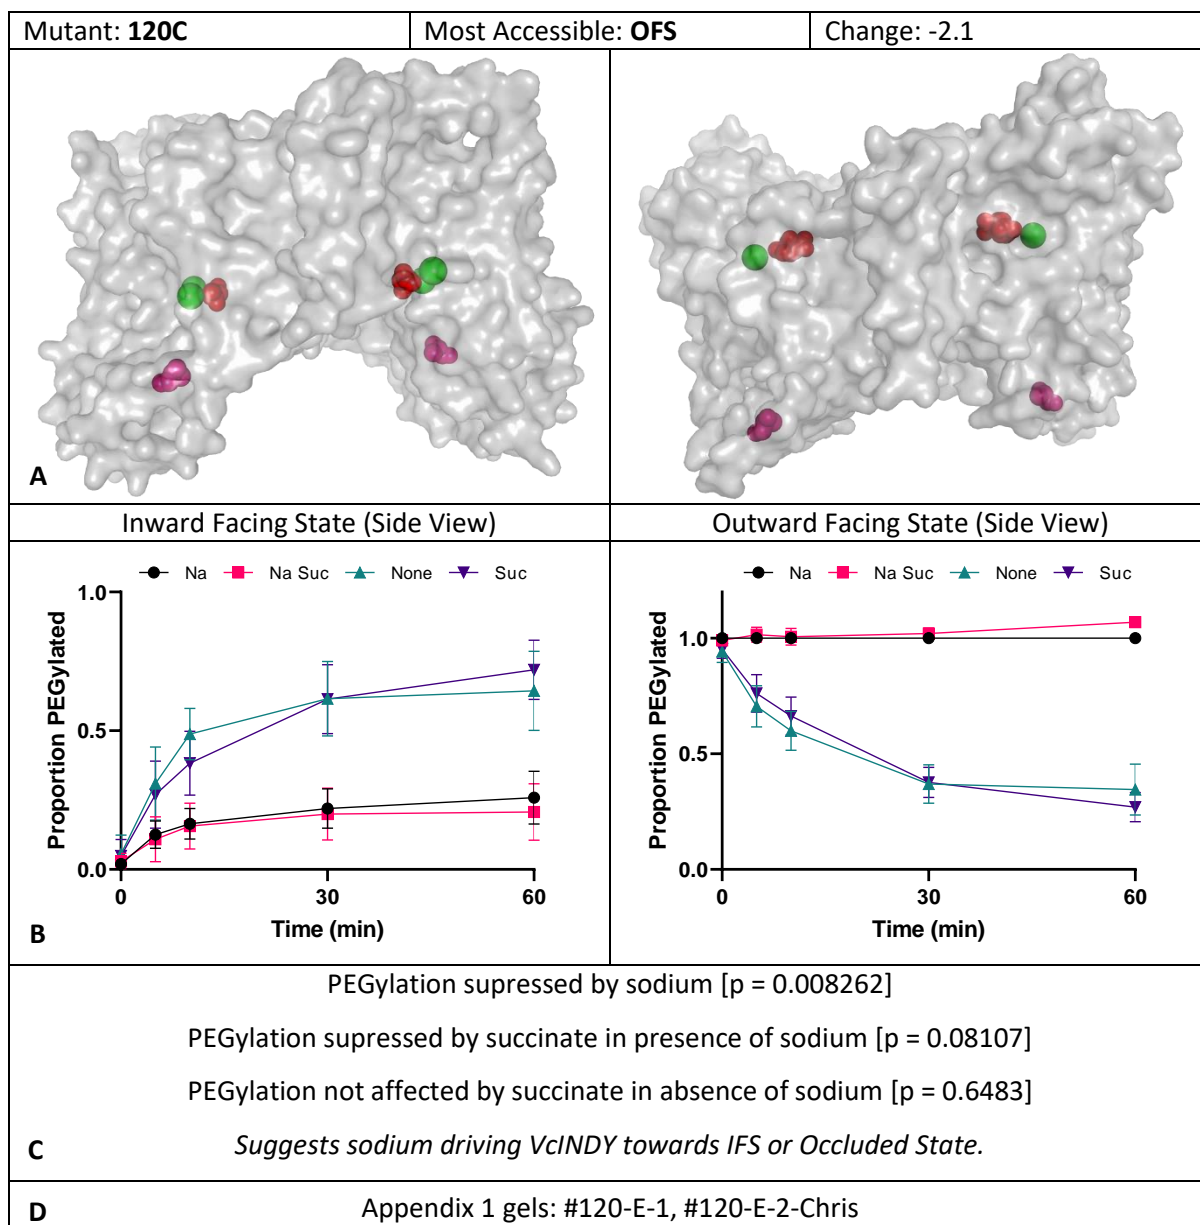 Mutant: 120C
Most Accessible: OFS
Change: -2.1
A
Inward Facing State (Side View)
Outward Facing State (Side View)
Na
Na Suc
None
Suc
1.0
0.5
0.0
Proportion PEGylated
0
30
60
Time (min)
B
Na
Na Suc
None
Suc
1.0
0.5
0.0
Proportion PEGylated
0
30
60
Time (min)
PEGylation supressed by sodium [p = 0.008262]
PEGylation supressed by succinate in presence of sodium [p = 0.08107]
PEGylation not affected by succinate in absence of sodium [p = 0.6483]
C
Suggests sodium driving VcINDY towards IFS or Occluded State.
D
Appendix 1 gels: #120-E-1, #120-E-2-Chris